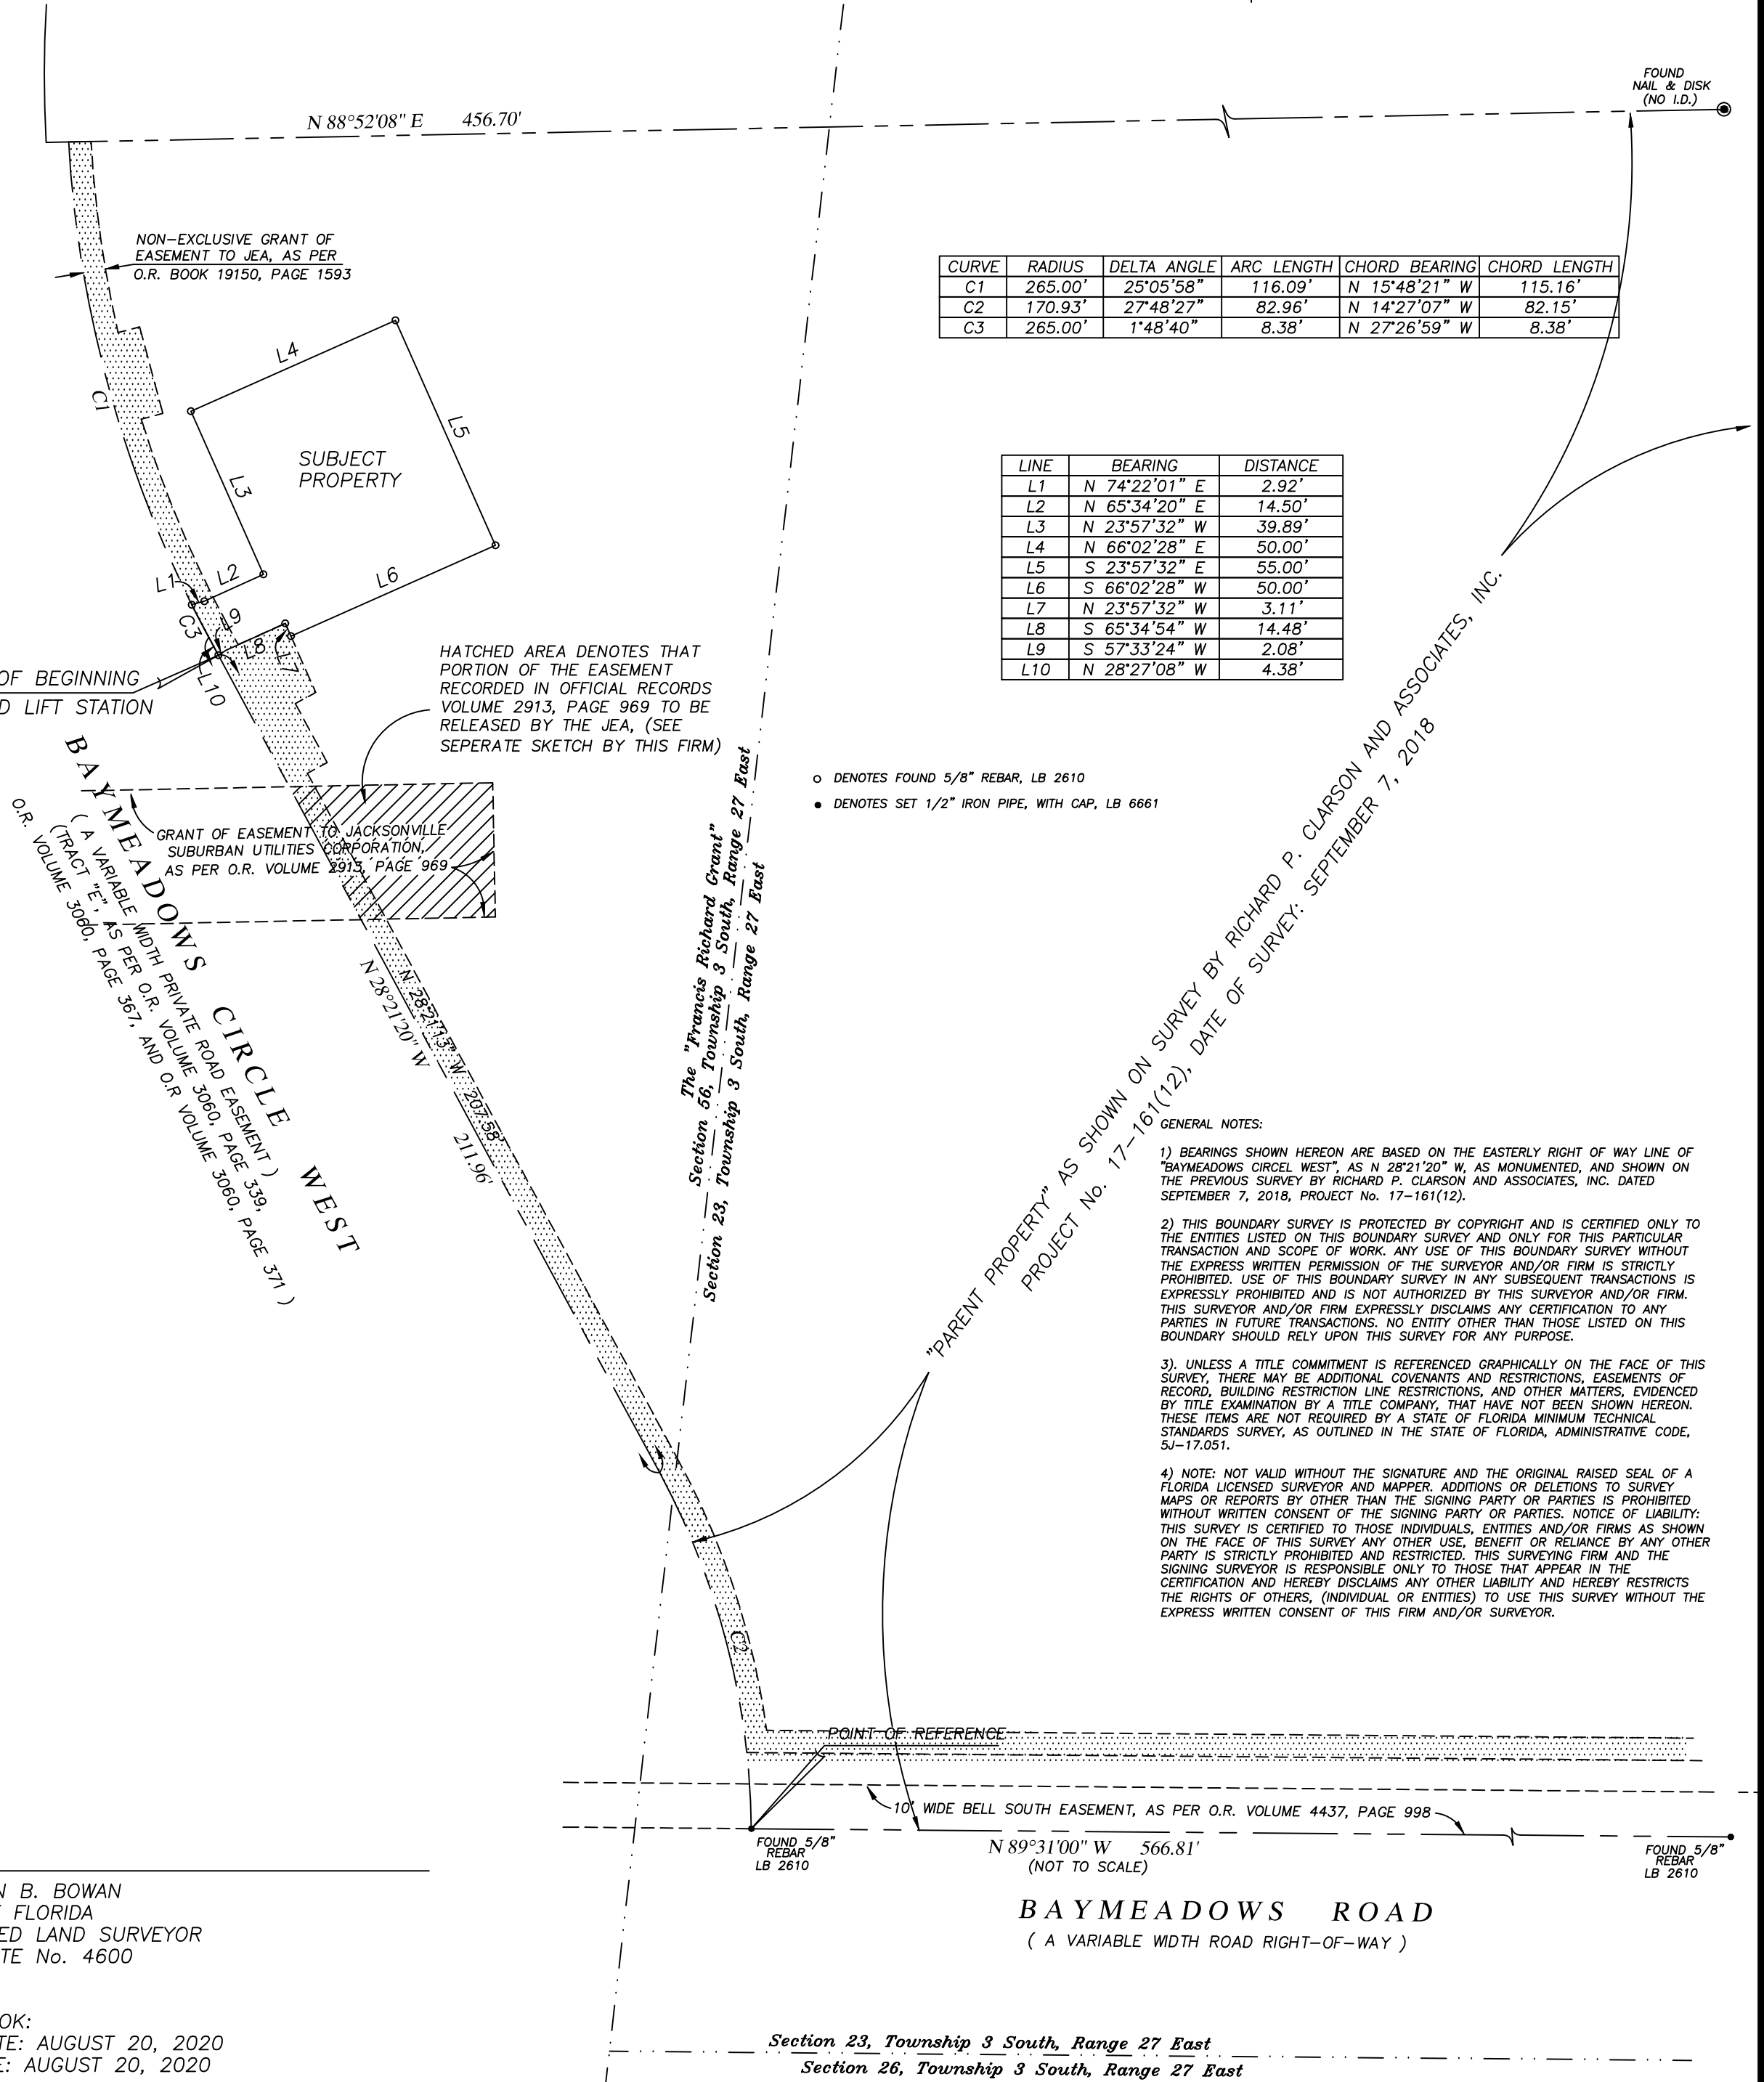 FOUND
NAIL & DISK
(NO I.D.)
N 88°52'08" E 456.70'
NON-EXCLUSIVE GRANT OF
EASEMENT TO JEA, AS PER
O.R. BOOK 19150, PAGE 1593
CURVE RADIUS DELTA ANGLE ARC LENGTH CHORD BEARING CHORD LENGTH
C1 265.00' 25°05'58" 116.09' N 15°48'21" W 115.16'
C2 170.93' 27°48'27" 82.96' N 14°27'07" W 82.15'
C3 265.00' 1°48'40" 8.38' N 27°26'59" W 8.38'
L4
C1
L5
SUBJECT
PROPERTY
L3
LINE BEARING DISTANCE
L1 N 74°22'01" E 2.92'
L2 N 65°34'20" E 14.50'
L3 N 23°57'32" W 39.89'
L4 N 66°02'28" E 50.00'
L5 S 23°57'32" E 55.00'
L6 S 66°02'28" W 50.00'
L7 N 23°57'32" W 3.11'
L8 S 65°34'54" W 14.48'
L9 S 57°33'24" W 2.08'
L10 N 28°27'08" W 4.38'
L1
L2
L6
C3
9
L8
L7
L10
OF BEGINNING
D LIFT STATION
HATCHED AREA DENOTES THAT
PORTION OF THE EASEMENT
RECORDED IN OFFICIAL RECORDS
VOLUME 2913, PAGE 969 TO BE
RELEASED BY THE JEA, (SEE
SEPERATE SKETCH BY THIS FIRM)
DENOTES FOUND 5/8" REBAR, LB 2610
DENOTES SET 1/2" IRON PIPE, WITH CAP, LB 6661
GRANT OF EASEMENT TO JACKSONVILLE
SUBURBAN UTILITIES CORPORATION,
AS PER O.R. VOLUME 2913, PAGE 969
BAYMEADOWS CIRCLE WEST
( A VARIABLE WIDTH PRIVATE ROAD EASEMENT )
(TRACT "E", AS PER O.R. VOLUME 3060, PAGE 339,
O.R. VOLUME 3060, PAGE 367, AND O.R VOLUME 3060, PAGE 371 )
N 28°21'13" W 207.58'
N 28°21'20" W 211.96'
The "Francis Richard Grant"
Section 56, Township 3 South, Range 27 East
Section 23, Township 3 South, Range 27 East
"PARENT PROPERTY" AS SHOWN ON SURVEY BY RICHARD P. CLARSON AND ASSOCIATES, INC.
PROJECT No. 17-161(12), DATE OF SURVEY: SEPTEMBER 7, 2018
GENERAL NOTES:
1) BEARINGS SHOWN HEREON ARE BASED ON THE EASTERLY RIGHT OF WAY LINE OF
"BAYMEADOWS CIRCEL WEST", AS N 28°21'20" W, AS MONUMENTED, AND SHOWN ON
THE PREVIOUS SURVEY BY RICHARD P. CLARSON AND ASSOCIATES, INC. DATED
SEPTEMBER 7, 2018, PROJECT No. 17-161(12).
2) THIS BOUNDARY SURVEY IS PROTECTED BY COPYRIGHT AND IS CERTIFIED ONLY TO
THE ENTITIES LISTED ON THIS BOUNDARY SURVEY AND ONLY FOR THIS PARTICULAR
TRANSACTION AND SCOPE OF WORK. ANY USE OF THIS BOUNDARY SURVEY WITHOUT
THE EXPRESS WRITTEN PERMISSION OF THE SURVEYOR AND/OR FIRM IS STRICTLY
PROHIBITED. USE OF THIS BOUNDARY SURVEY IN ANY SUBSEQUENT TRANSACTIONS IS
EXPRESSLY PROHIBITED AND IS NOT AUTHORIZED BY THIS SURVEYOR AND/OR FIRM.
THIS SURVEYOR AND/OR FIRM EXPRESSLY DISCLAIMS ANY CERTIFICATION TO ANY
PARTIES IN FUTURE TRANSACTIONS. NO ENTITY OTHER THAN THOSE LISTED ON THIS
BOUNDARY SHOULD RELY UPON THIS SURVEY FOR ANY PURPOSE.
3). UNLESS A TITLE COMMITMENT IS REFERENCED GRAPHICALLY ON THE FACE OF THIS
SURVEY, THERE MAY BE ADDITIONAL COVENANTS AND RESTRICTIONS, EASEMENTS OF
RECORD, BUILDING RESTRICTION LINE RESTRICTIONS, AND OTHER MATTERS, EVIDENCED
BY TITLE EXAMINATION BY A TITLE COMPANY, THAT HAVE NOT BEEN SHOWN HEREON.
THESE ITEMS ARE NOT REQUIRED BY A STATE OF FLORIDA MINIMUM TECHNICAL
STANDARDS SURVEY, AS OUTLINED IN THE STATE OF FLORIDA, ADMINISTRATIVE CODE,
5J-17.051.
4) NOTE: NOT VALID WITHOUT THE SIGNATURE AND THE ORIGINAL RAISED SEAL OF A
FLORIDA LICENSED SURVEYOR AND MAPPER. ADDITIONS OR DELETIONS TO SURVEY
MAPS OR REPORTS BY OTHER THAN THE SIGNING PARTY OR PARTIES IS PROHIBITED
WITHOUT WRITTEN CONSENT OF THE SIGNING PARTY OR PARTIES. NOTICE OF LIABILITY:
THIS SURVEY IS CERTIFIED TO THOSE INDIVIDUALS, ENTITIES AND/OR FIRMS AS SHOWN
ON THE FACE OF THIS SURVEY ANY OTHER USE, BENEFIT OR RELIANCE BY ANY OTHER
PARTY IS STRICTLY PROHIBITED AND RESTRICTED. THIS SURVEYING FIRM AND THE
SIGNING SURVEYOR IS RESPONSIBLE ONLY TO THOSE THAT APPEAR IN THE
CERTIFICATION AND HEREBY DISCLAIMS ANY OTHER LIABILITY AND HEREBY RESTRICTS
THE RIGHTS OF OTHERS, (INDIVIDUAL OR ENTITIES) TO USE THIS SURVEY WITHOUT THE
EXPRESS WRITTEN CONSENT OF THIS FIRM AND/OR SURVEYOR.
C2
POINT OF REFERENCE
10' WIDE BELL SOUTH EASEMENT, AS PER O.R. VOLUME 4437, PAGE 998
FOUND 5/8"
REBAR
LB 2610
N 89°31'00" W 566.81'
(NOT TO SCALE)
FOUND 5/8"
REBAR
LB 2610
BAYMEADOWS ROAD
( A VARIABLE WIDTH ROAD RIGHT-OF-WAY )
N B. BOWAN
FLORIDA
ED LAND SURVEYOR
TE No. 4600
OK:
TE: AUGUST 20, 2020
E: AUGUST 20, 2020
Section 23, Township 3 South, Range 27 East
Section 26, Township 3 South, Range 27 East